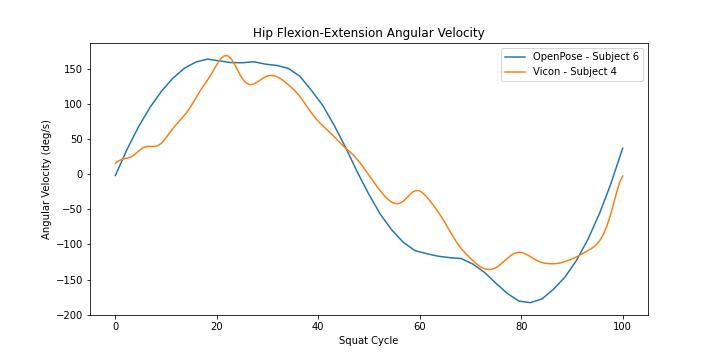 Hip Flexion-Extension Angular Velocity
OpenPose - Subject 6
Vicon - Subject 4
150
100
50
0
−50
−100
−150
−200
Angular Velocity (deg/s)
0
20
40
60
80
100
Squat Cycle